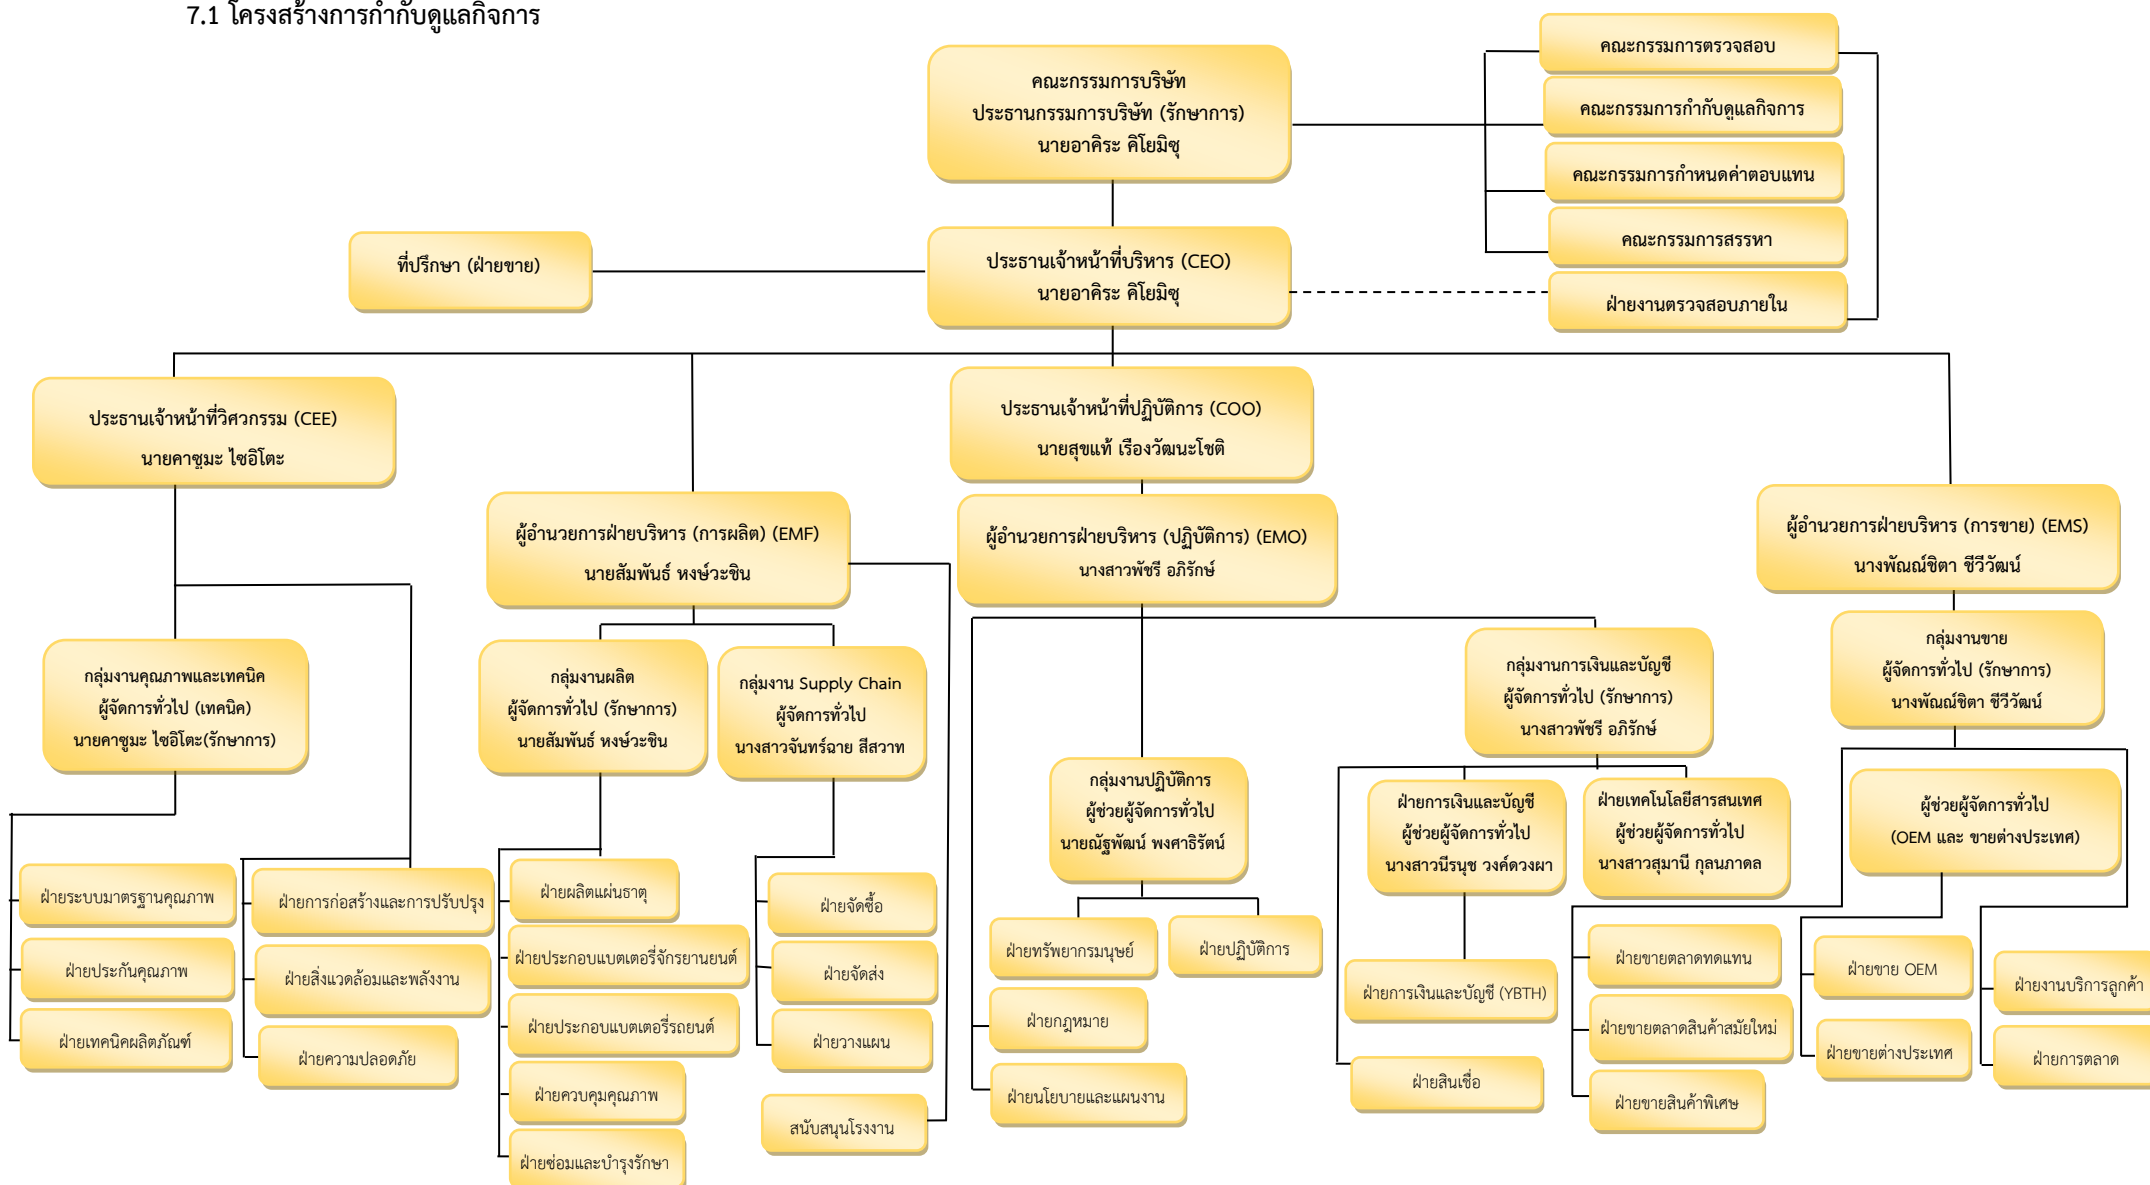 7.1 โครงสร้างการกำกับดูแลกิจการ
คณะกรรมการบริษัท
ประธานกรรมการบริษัท (รักษาการ)
นายอาคิระ คิโยมิซุ
คณะกรรมการตรวจสอบ
คณะกรรมการกำกับดูแลกิจการ
คณะกรรมการกำหนดค่าตอบแทน
คณะกรรมการสรรหา
ฝ่ายงานตรวจสอบภายใน
ที่ปรึกษา (ฝ่ายขาย)
ประธานเจ้าหน้าที่บริหาร (CEO)
นายอาคิระ คิโยมิซุ
ประธานเจ้าหน้าที่วิศวกรรม (CEE)
นายคาซูมะ ไซอิโตะ
ประธานเจ้าหน้าที่ปฏิบัติการ (COO)
นายสุขแท้ เรืองวัฒนะโชติ
ผู้อำนวยการฝ่ายบริหาร (การผลิต) (EMF)
นายสัมพันธ์ หงษ์วะชิน
ผู้อำนวยการฝ่ายบริหาร (ปฏิบัติการ) (EMO)
นางสาวพัชรี อภิรักษ์
ผู้อำนวยการฝ่ายบริหาร (การขาย) (EMS)
นางพัณณ์ชิตา ชีวีวัฒน์
กลุ่มงานคุณภาพและเทคนิค
ผู้จัดการทั่วไป (เทคนิค)
นายคาซูมะ ไซอิโตะ(รักษาการ)
กลุ่มงานผลิต
ผู้จัดการทั่วไป (รักษาการ)
นายสัมพันธ์ หงษ์วะชิน
กลุ่มงาน Supply Chain
ผู้จัดการทั่วไป
นางสาวจันทร์ฉาย สีสวาท
กลุ่มงานการเงินและบัญชี
ผู้จัดการทั่วไป (รักษาการ)
นางสาวพัชรี อภิรักษ์
กลุ่มงานขาย
ผู้จัดการทั่วไป (รักษาการ)
นางพัณณ์ชิตา ชีวีวัฒน์
กลุ่มงานปฏิบัติการ
ผู้ช่วยผู้จัดการทั่วไป
นายณัฐพัฒน์ พงศาธิรัตน์
ฝ่ายการเงินและบัญชี
ผู้ช่วยผู้จัดการทั่วไป
นางสาวนีรนุช วงค์ดวงผา
ฝ่ายเทคโนโลยีสารสนเทศ
ผู้ช่วยผู้จัดการทั่วไป
นางสาวสุมานี กุลนภาดล
ผู้ช่วยผู้จัดการทั่วไป
(OEM และ ขายต่างประเทศ)
ฝ่ายระบบมาตรฐานคุณภาพ
ฝ่ายประกันคุณภาพ
ฝ่ายเทคนิคผลิตภัณฑ์
ฝ่ายการก่อสร้างและการปรับปรุง
ฝ่ายสิ่งแวดล้อมและพลังงาน
ฝ่ายความปลอดภัย
ฝ่ายผลิตแผ่นธาตุ
ฝ่ายประกอบแบตเตอรี่จักรยานยนต์
ฝ่ายประกอบแบตเตอรี่รถยนต์
ฝ่ายควบคุมคุณภาพ
ฝ่ายซ่อมและบำรุงรักษา
ฝ่ายจัดซื้อ
ฝ่ายจัดส่ง
ฝ่ายวางแผน
สนับสนุนโรงงาน
ฝ่ายทรัพยากรมนุษย์
ฝ่ายปฏิบัติการ
ฝ่ายกฎหมาย
ฝ่ายนโยบายและแผนงาน
ฝ่ายการเงินและบัญชี (YBTH)
ฝ่ายสินเชื่อ
ฝ่ายขายตลาดทดแทน
ฝ่ายขายตลาดสินค้าสมัยใหม่
ฝ่ายขายสินค้าพิเศษ
ฝ่ายขาย OEM
ฝ่ายขายต่างประเทศ
ฝ่ายงานบริการลูกค้า
ฝ่ายการตลาด